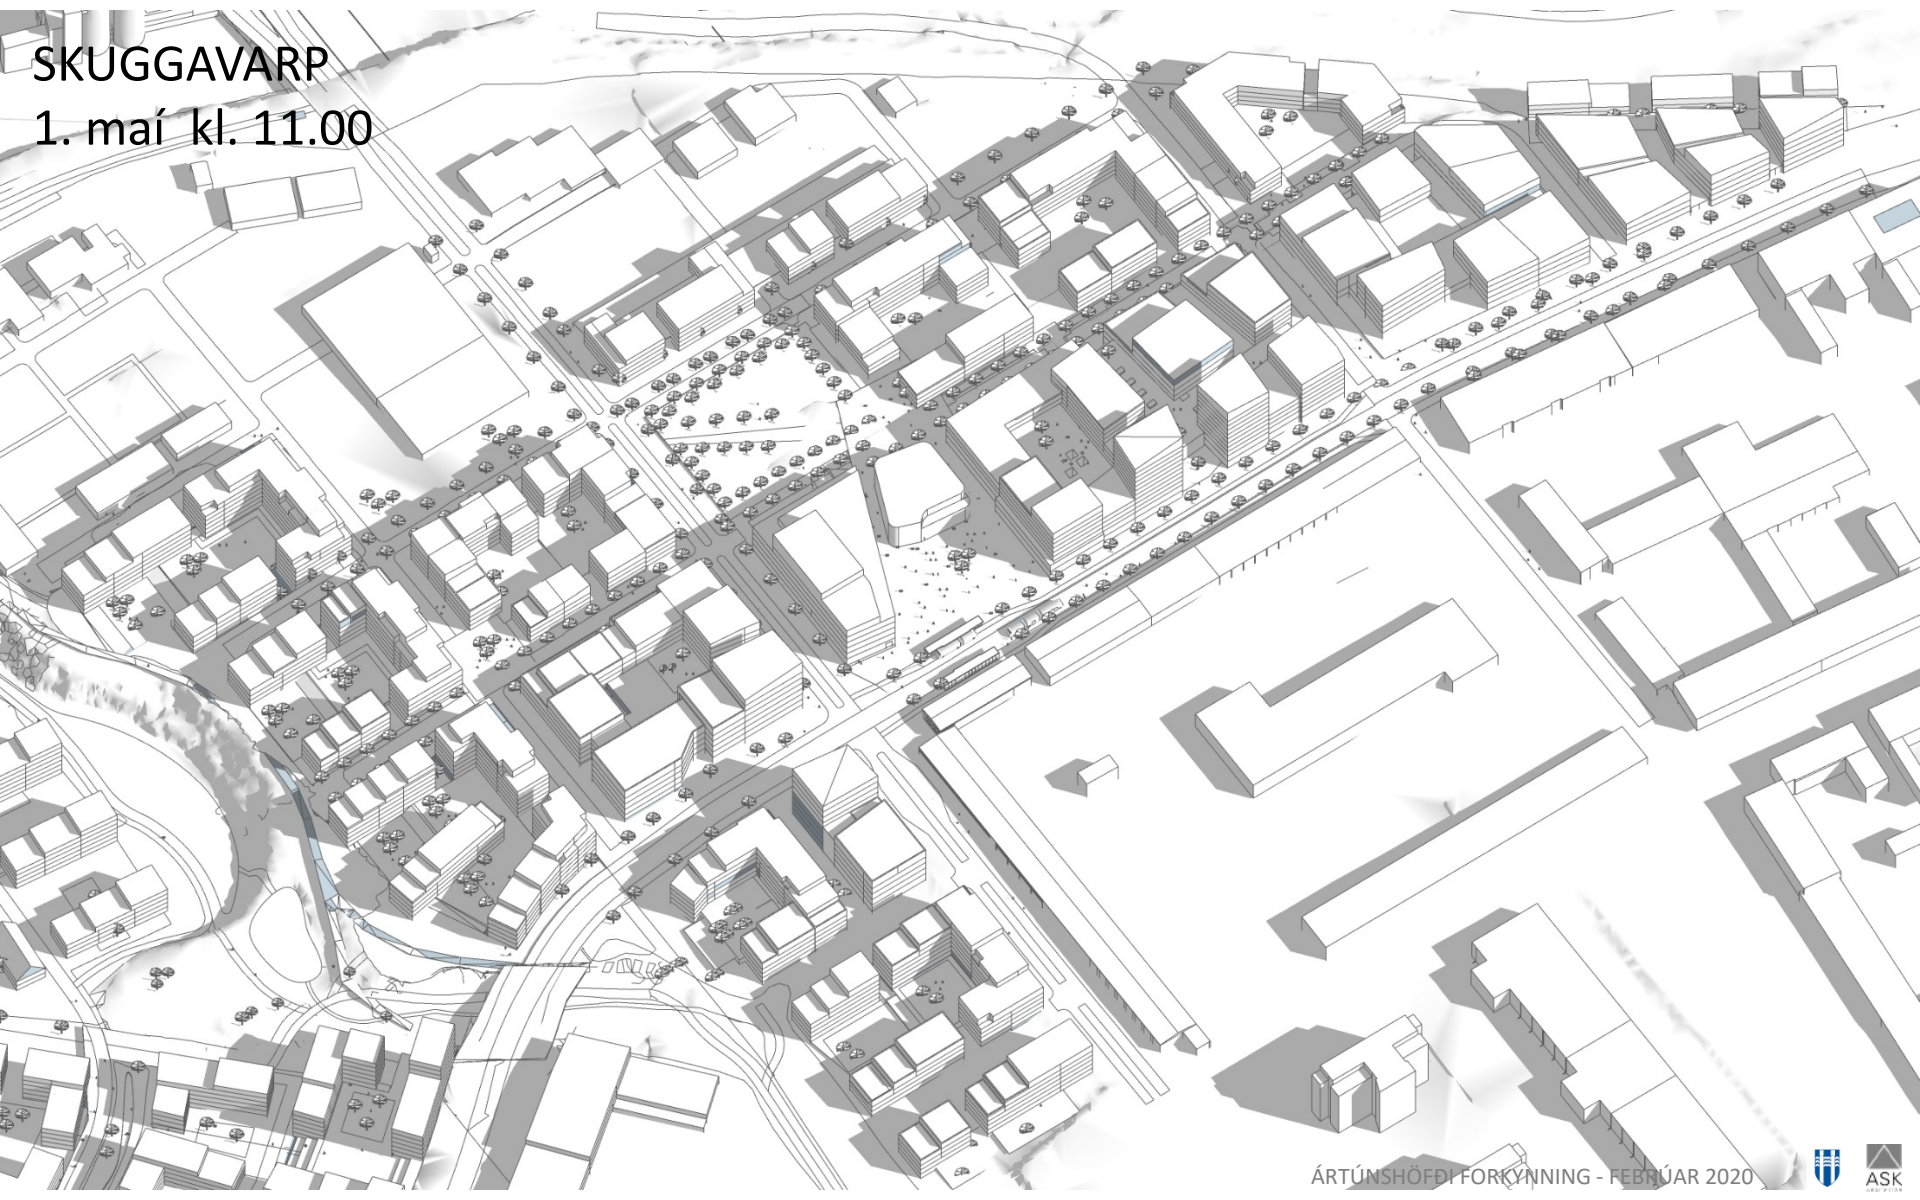 SKUGGAVARP
1. maí kl. 11.00
ÁRTÚNSHÖFÐI FORKYNNING - FEBRÚAR 2020
ASK